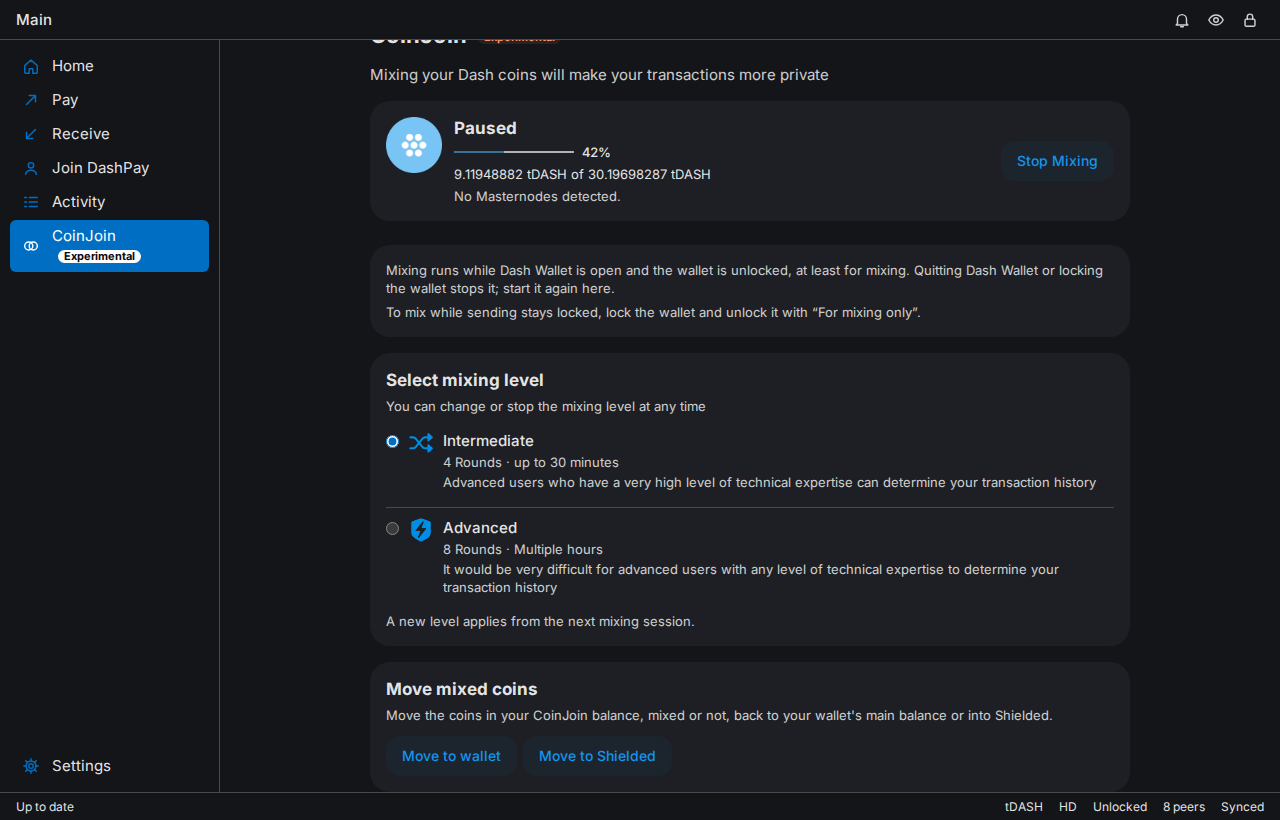 Main
Home
Pay
Receive
Join DashPay
Activity
CoinJoin
Experimental
Settings
CoinJoin Experimental
Mixing your Dash coins will make your transactions more private
Paused
42%
9.11948882 tDASH of 30.19698287 tDASH
No Masternodes detected.
Stop Mixing
Mixing runs while Dash Wallet is open and the wallet is unlocked, at least for mixing. Quitting Dash Wallet or locking
the wallet stops it; start it again here.
To mix while sending stays locked, lock the wallet and unlock it with “For mixing only”.
Select mixing level
You can change or stop the mixing level at any time
Intermediate
4 Rounds · up to 30 minutes
Advanced users who have a very high level of technical expertise can determine your transaction history
Advanced
8 Rounds · Multiple hours
It would be very difficult for advanced users with any level of technical expertise to determine your
transaction history
A new level applies from the next mixing session.
Move mixed coins
Move the coins in your CoinJoin balance, mixed or not, back to your wallet's main balance or into Shielded.
Move to wallet Move to Shielded
Up to date
tDASH HD Unlocked 8 peers Synced